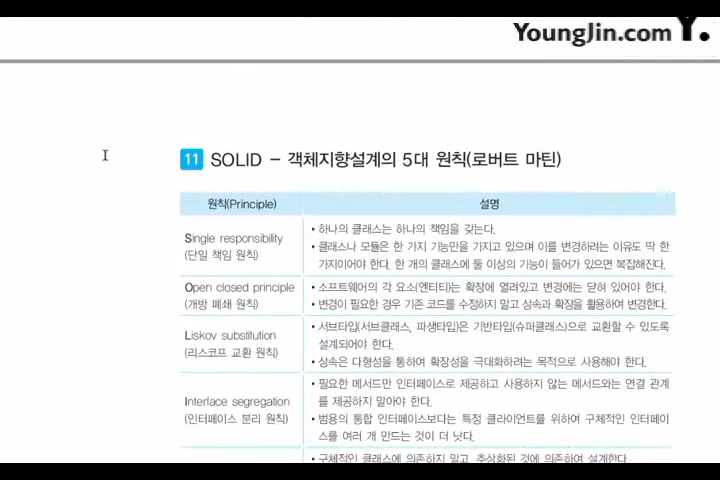 YoungJin.com Y.
11 SOLID - 객체지향설계의 5대 원칙(로버트 마틴)
원칙(Principle) 설명
Single responsibility
(단일 책임 원칙)
• 하나의 클래스는 하나의 책임을 갖는다.
• 클래스나 모듈은 한 가지 기능만을 가지고 있으며 이를 변경하려는 이유도 딱 한
가지이어야 한다. 한 개의 클래스에 둘 이상의 기능이 들어가 있으면 복잡해진다.
Open closed principle
(개방 폐쇄 원칙)
• 소프트웨어의 각 요소(엔티티)는 확장에 열려있고 변경에는 닫혀 있어야 한다.
• 변경이 필요한 경우 기존 코드를 수정하지 말고 상속과 확장을 활용하여 변경한다.
Liskov substitution
(리스코프 교환 원칙)
• 서브타입(서브클래스, 파생타입)은 기반타입(슈퍼클래스)으로 교환할 수 있도록
설계되어야 한다.
• 상속은 다형성을 통하여 확장성을 극대화하려는 목적으로 사용해야 한다.
Interface segregation
(인터페이스 분리 원칙)
• 필요한 메서드만 인터페이스로 제공하고 사용하지 않는 메서드와는 연결 관계
를 제공하지 말아야 한다.
• 범용의 통합 인터페이스보다는 특정 클라이언트를 위하여 구체적인 인터페이
스를 여러 개 만드는 것이 더 낫다.
• 구체적인 클래스에 의존하지 말고, 추상화된 것에 의존하여 설계한다.